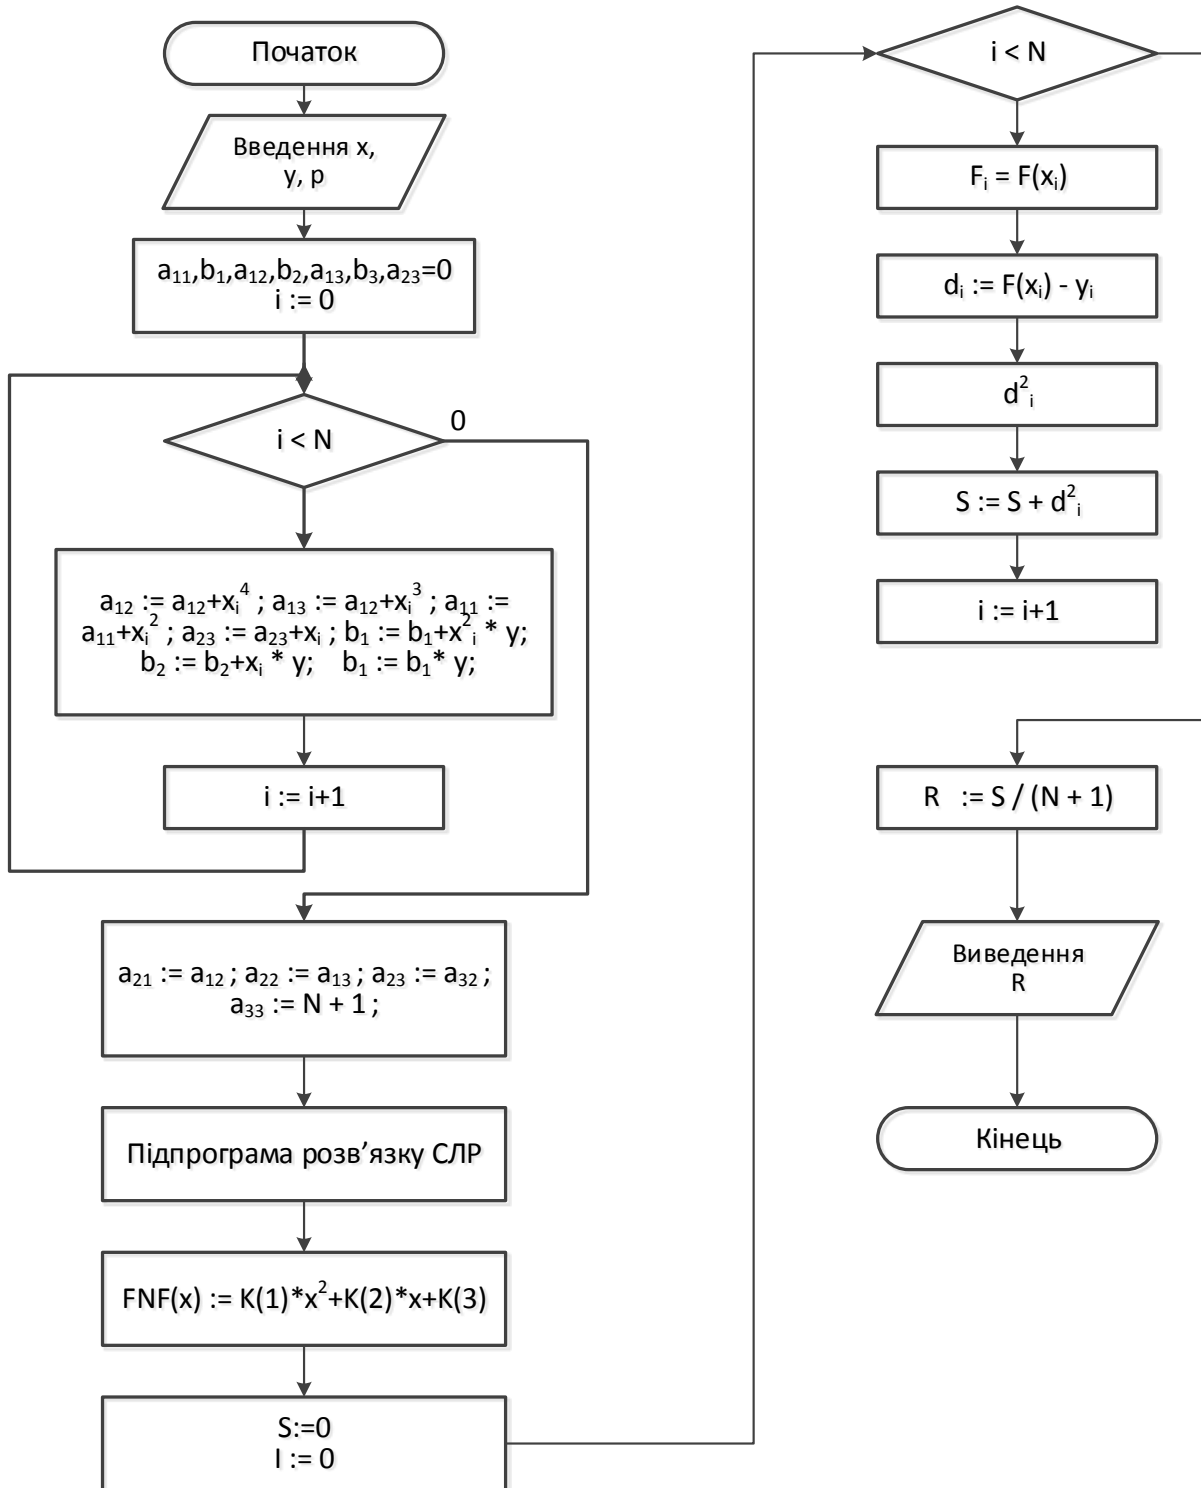 Початок
Введення x,
y, p
a₁₁,b₁,a₁₂,b₂,a₁₃,b₃,a₂₃=0
i := 0
i < N
0
a₁₂ := a₁₂+xᵢ⁴ ; a₁₃ := a₁₂+xᵢ³ ; a₁₁ :=
a₁₁+xᵢ² ; a₂₃ := a₂₃+xᵢ ; b₁ := b₁+x²ᵢ * y;
b₂ := b₂+xᵢ * y; b₁ := b₁* y;
i := i+1
a₂₁ := a₁₂ ; a₂₂ := a₁₃ ; a₂₃ := a₃₂ ;
a₃₃ := N + 1 ;
Підпрограма розв’язку СЛР
FNF(x) := K(1)*x²+K(2)*x+K(3)
S:=0
I := 0
i < N
Fᵢ = F(xᵢ)
dᵢ := F(xᵢ) - yᵢ
d²ᵢ
S := S + d²ᵢ
i := i+1
R := S / (N + 1)
Виведення
R
Кінець